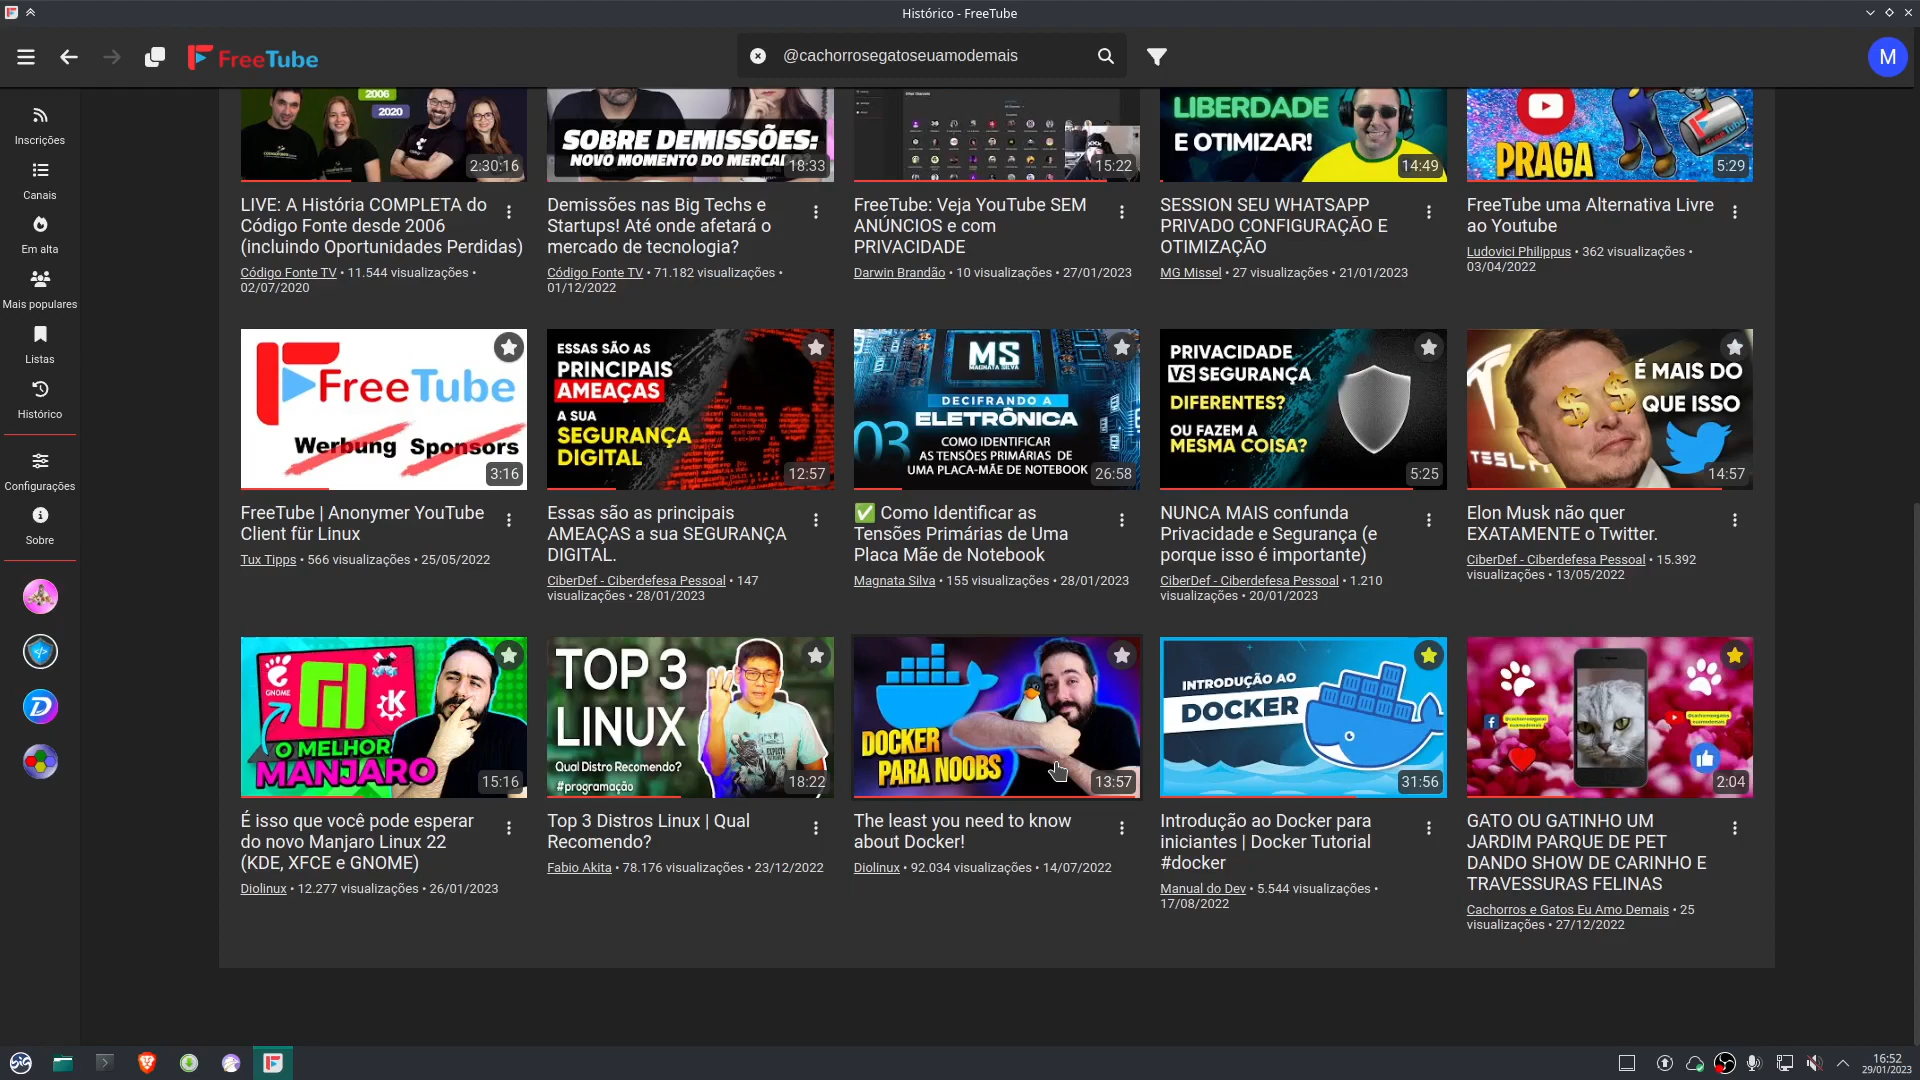 Histórico - FreeTube
FreeTube
@cachorrosegatoseuamodemais
M
Inscrições
Canais
Em alta
Mais populares
Listas
Histórico
Configurações
Sobre
2006
2020
2:30:16
LIVE: A História COMPLETA do
Código Fonte desde 2006
(incluindo Oportunidades Perdidas)
Código Fonte TV • 11.544 visualizações •
02/07/2020
SOBRE DEMISSÕES:
NOVO MOMENTO DO MERCAI
18:33
Demissões nas Big Techs e
Startups! Até onde afetará o
mercado de tecnologia?
Código Fonte TV • 71.182 visualizações •
01/12/2022
15:22
FreeTube: Veja YouTube SEM
ANÚNCIOS e com
PRIVACIDADE
Darwin Brandão • 10 visualizações • 27/01/2023
LIBERDADE
E OTIMIZAR!
14:49
SESSION SEU WHATSAPP
PRIVADO CONFIGURAÇÃO E
OTIMIZAÇÃO
MG Missel • 27 visualizações • 21/01/2023
PRAGA
FreeTube
5:29
FreeTube uma Alternativa Livre
ao Youtube
Ludovici Philippus • 362 visualizações •
03/04/2022
FreeTube
Werbung Sponsors
3:16
FreeTube | Anonymer YouTube
Client für Linux
Tux Tipps • 566 visualizações • 25/05/2022
ESSAS SÃO AS
PRINCIPAIS
AMEAÇAS
A SUA
SEGURANÇA
DIGITAL
12:57
Essas são as principais
AMEAÇAS a sua SEGURANÇA
DIGITAL.
CiberDef - Ciberdefesa Pessoal • 147
visualizações • 28/01/2023
MS
MAGNATA SILVA
DECIFRANDO A
ELETRÔNICA
03
COMO IDENTIFICAR
AS TENSÕES PRIMÁRIAS DE
UMA PLACA-MÃE DE NOTEBOOK
26:58
✅ Como Identificar as
Tensões Primárias de Uma
Placa Mãe de Notebook
Magnata Silva • 155 visualizações • 28/01/2023
PRIVACIDADE
VS SEGURANÇA
DIFERENTES?
OU FAZEM A
MESMA COISA?
5:25
NUNCA MAIS confunda
Privacidade e Segurança (e
porque isso é importante)
CiberDef - Ciberdefesa Pessoal • 1.210
visualizações • 20/01/2023
É MAIS DO
QUE ISSO
TESLA
14:57
Elon Musk não quer
EXATAMENTE o Twitter.
CiberDef - Ciberdefesa Pessoal • 15.392
visualizações • 13/05/2022
GNOME
O MELHOR
MANJARO
15:16
É isso que você pode esperar
do novo Manjaro Linux 22
(KDE, XFCE e GNOME)
Diolinux • 12.277 visualizações • 26/01/2023
TOP 3
LINUX
Qual Distro Recomendo?
#programação
18:22
Top 3 Distros Linux | Qual
Recomendo?
Fabio Akita • 78.176 visualizações • 23/12/2022
DOCKER
PARA NOOBS
13:57
The least you need to know
about Docker!
Diolinux • 92.034 visualizações • 14/07/2022
INTRODUÇÃO AO
DOCKER
31:56
Introdução ao Docker para
iniciantes | Docker Tutorial
#docker
Manual do Dev • 5.544 visualizações •
17/08/2022
2:04
GATO OU GATINHO UM
JARDIM PARQUE DE PET
DANDO SHOW DE CARINHO E
TRAVESSURAS FELINAS
Cachorros e Gatos Eu Amo Demais • 25
visualizações • 27/12/2022
16:52
29/01/2023